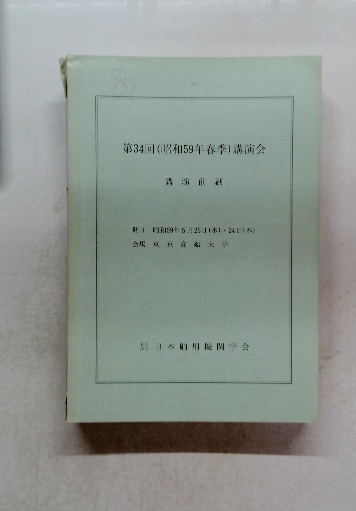 第34回(昭和59年春季)講演会
講演前刷
期日 昭和59年5月23日(水)・24日(木)
会場 東京商船大学
日本舶用機関学会